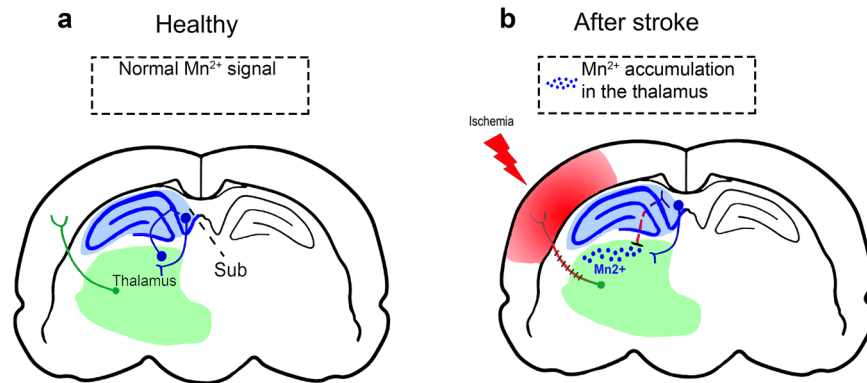 a
Healthy
Normal Mn²⁺ signal
Thalamus
Sub
b
After stroke
Mn²⁺ accumulation
in the thalamus
Ischemia
Mn2+